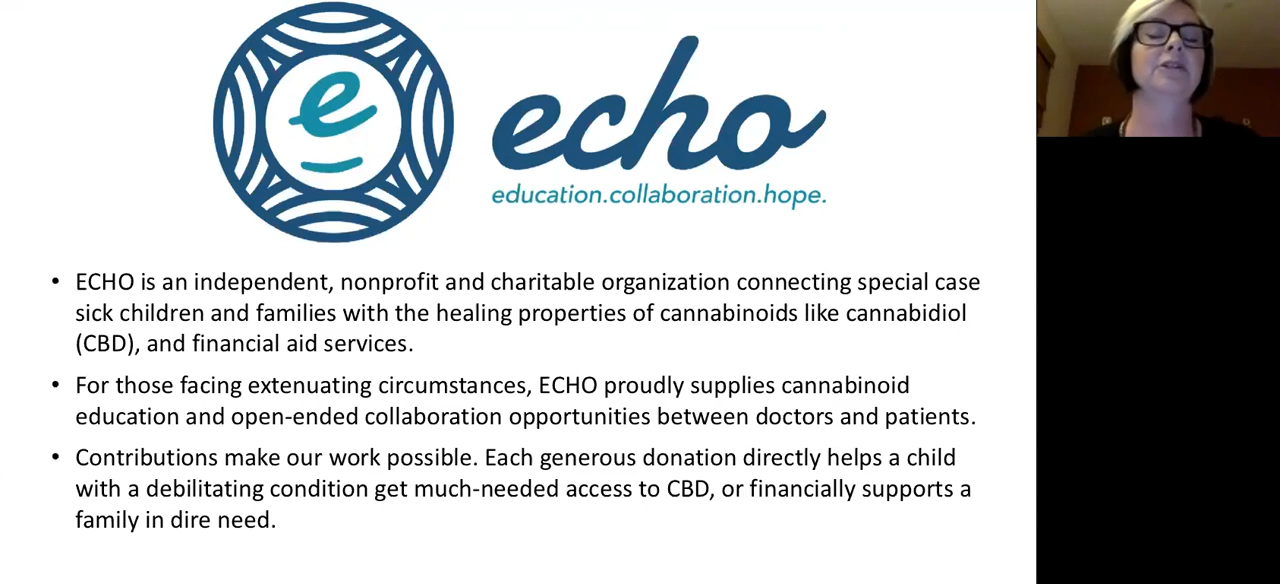 e
echo
education.collaboration.hope.
• ECHO is an independent, nonprofit and charitable organization connecting special case
sick children and families with the healing properties of cannabinoids like cannabidiol
(CBD), and financial aid services.
• For those facing extenuating circumstances, ECHO proudly supplies cannabinoid
education and open-ended collaboration opportunities between doctors and patients.
• Contributions make our work possible. Each generous donation directly helps a child
with a debilitating condition get much-needed access to CBD, or financially supports a
family in dire need.